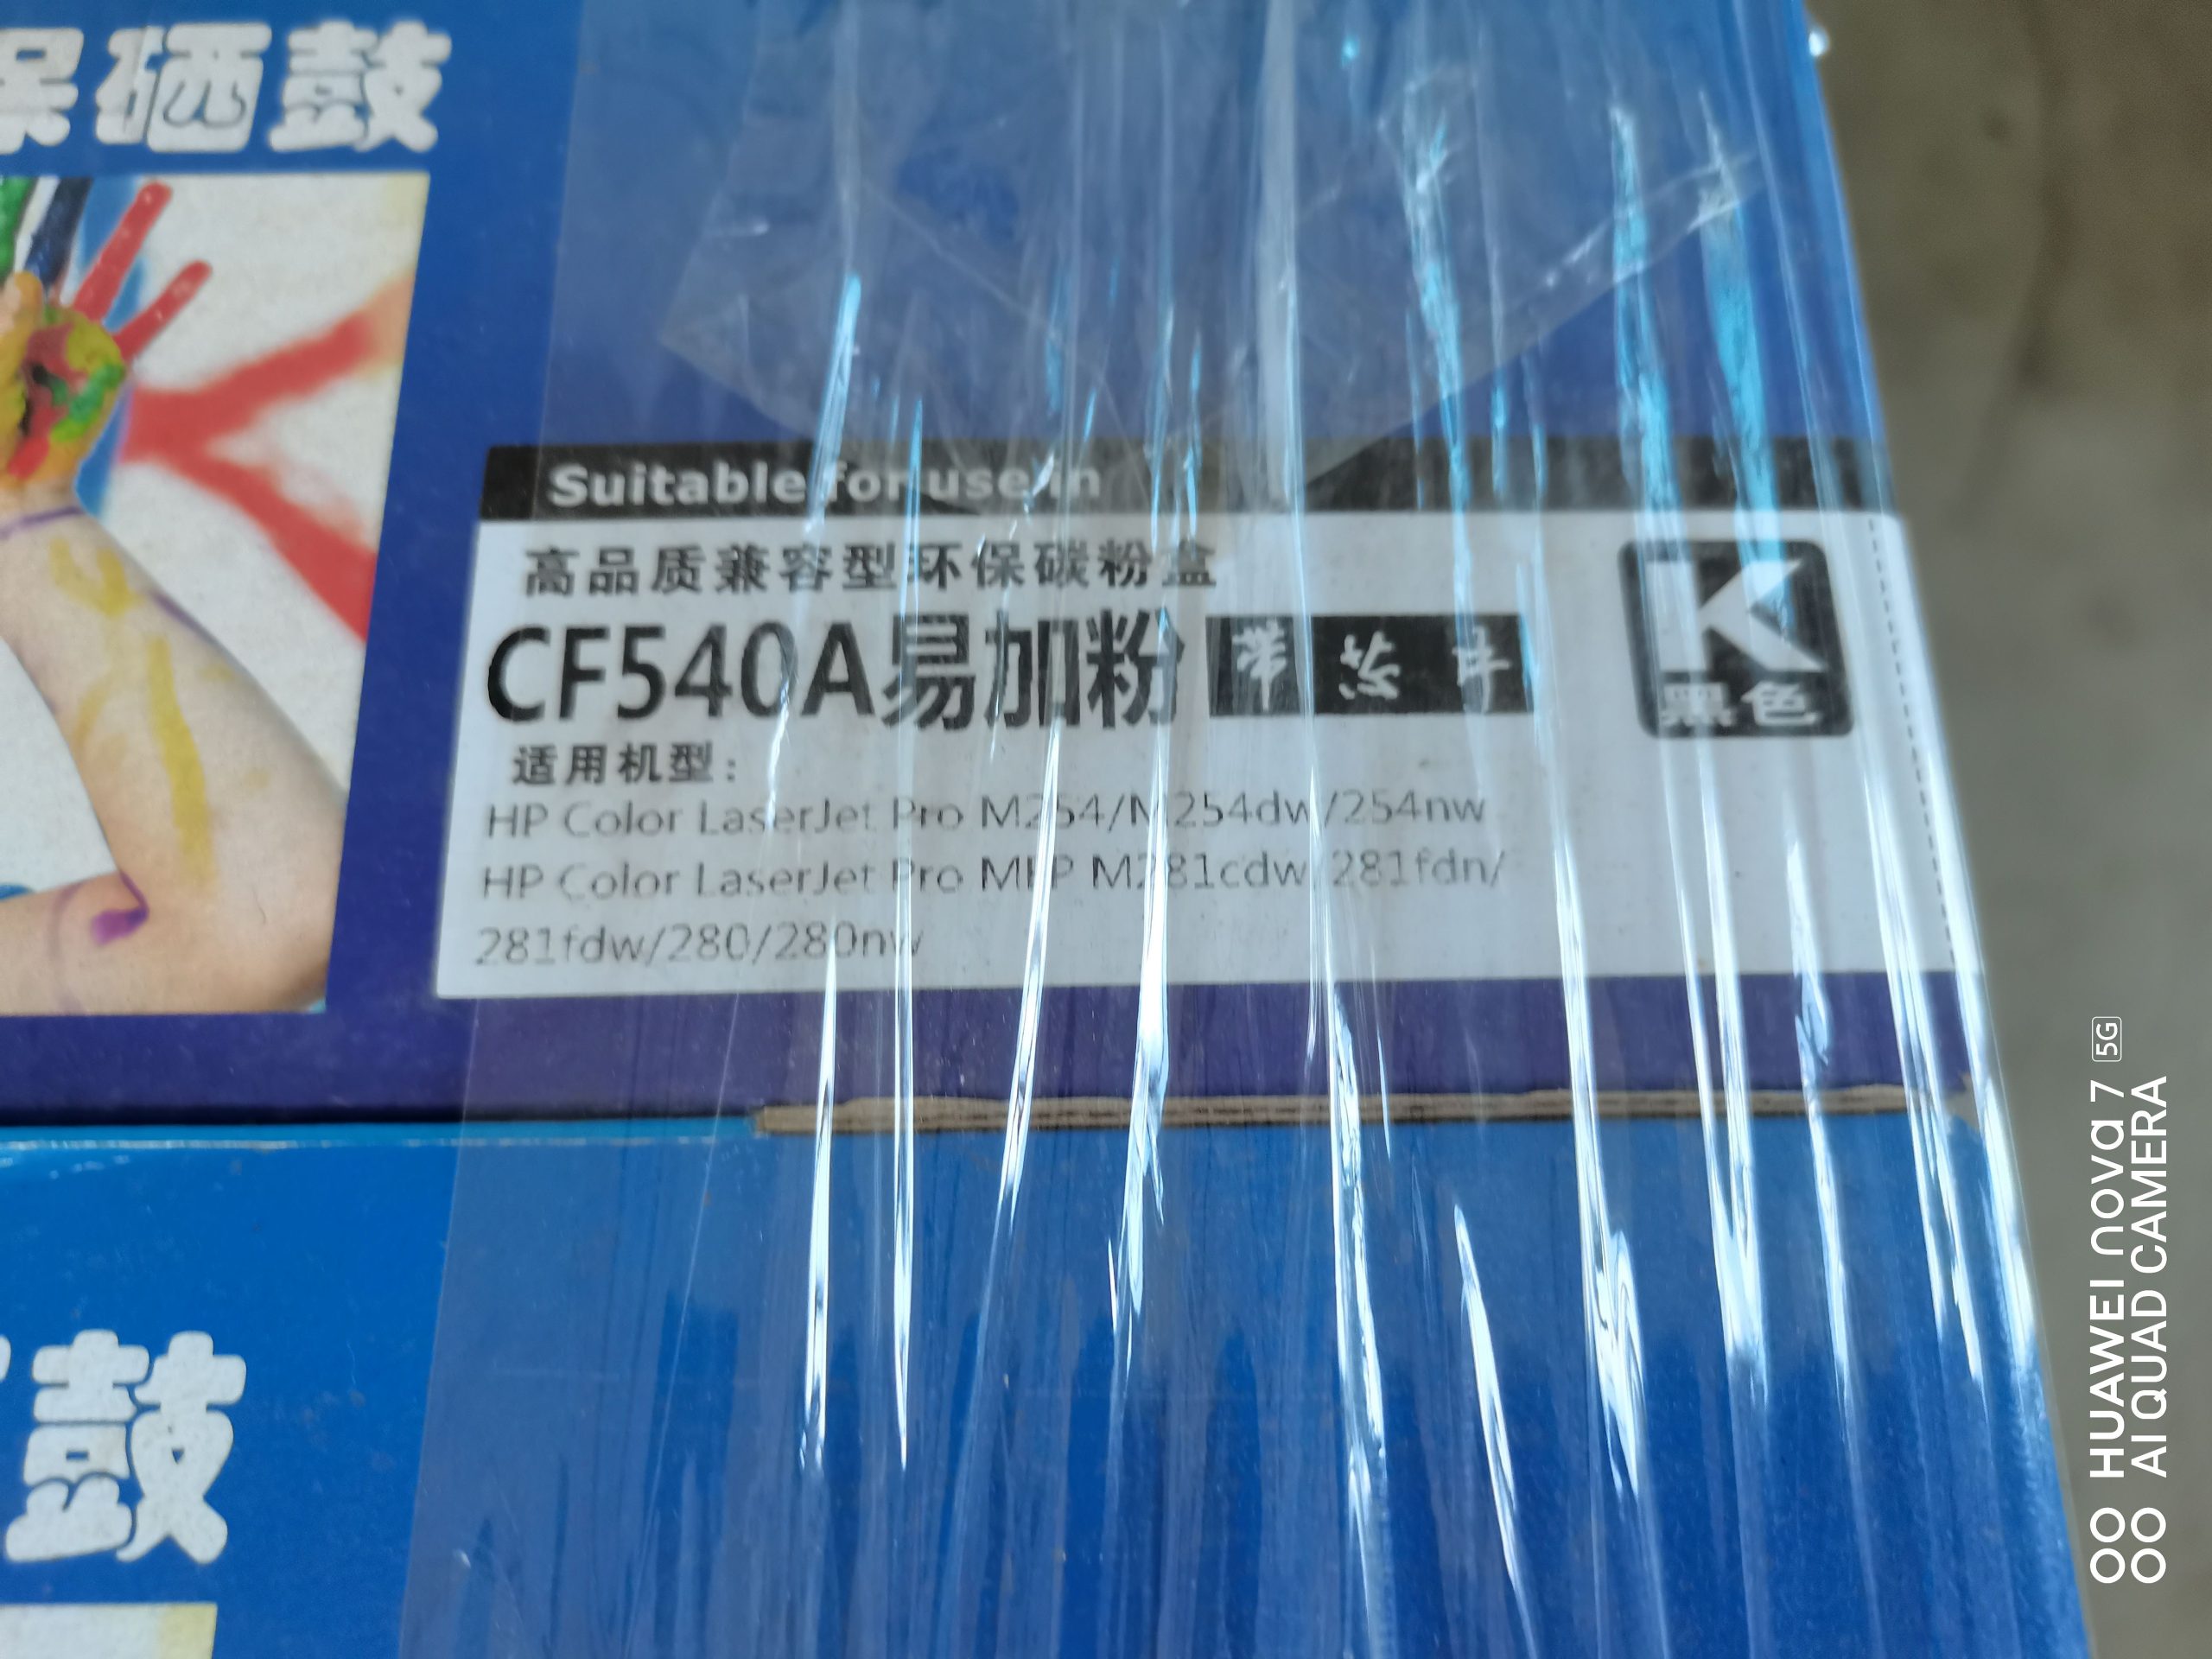 硒鼓
Suitable for use in
高品质兼容型环保碳粉盒
CF540A易加粉 带芯片
K
黑色
适用机型：
HP Color LaserJet Pro M254/M254dw/254nw
HP Color LaserJet Pro MFP M281cdw/281fdn/
281fdw/280/280nw
鼓
HUAWEI nova 7 5G
AI QUAD CAMERA